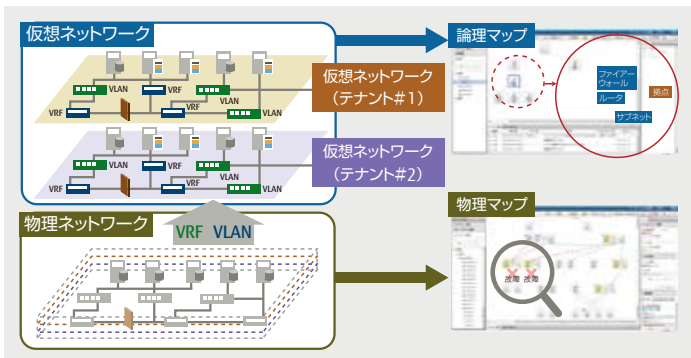 仮想ネットワーク
VLAN
VRF
VLAN
VRF
VRF
VLAN
仮想ネットワーク
(テナント#1)
VLAN
VRF
VLAN
VRF
VRF
VLAN
仮想ネットワーク
(テナント#2)
物理ネットワーク
VRF VLAN
論理マップ
ファイアー
ウォール
ルータ
拠点
サブネット
物理マップ
故障 故障